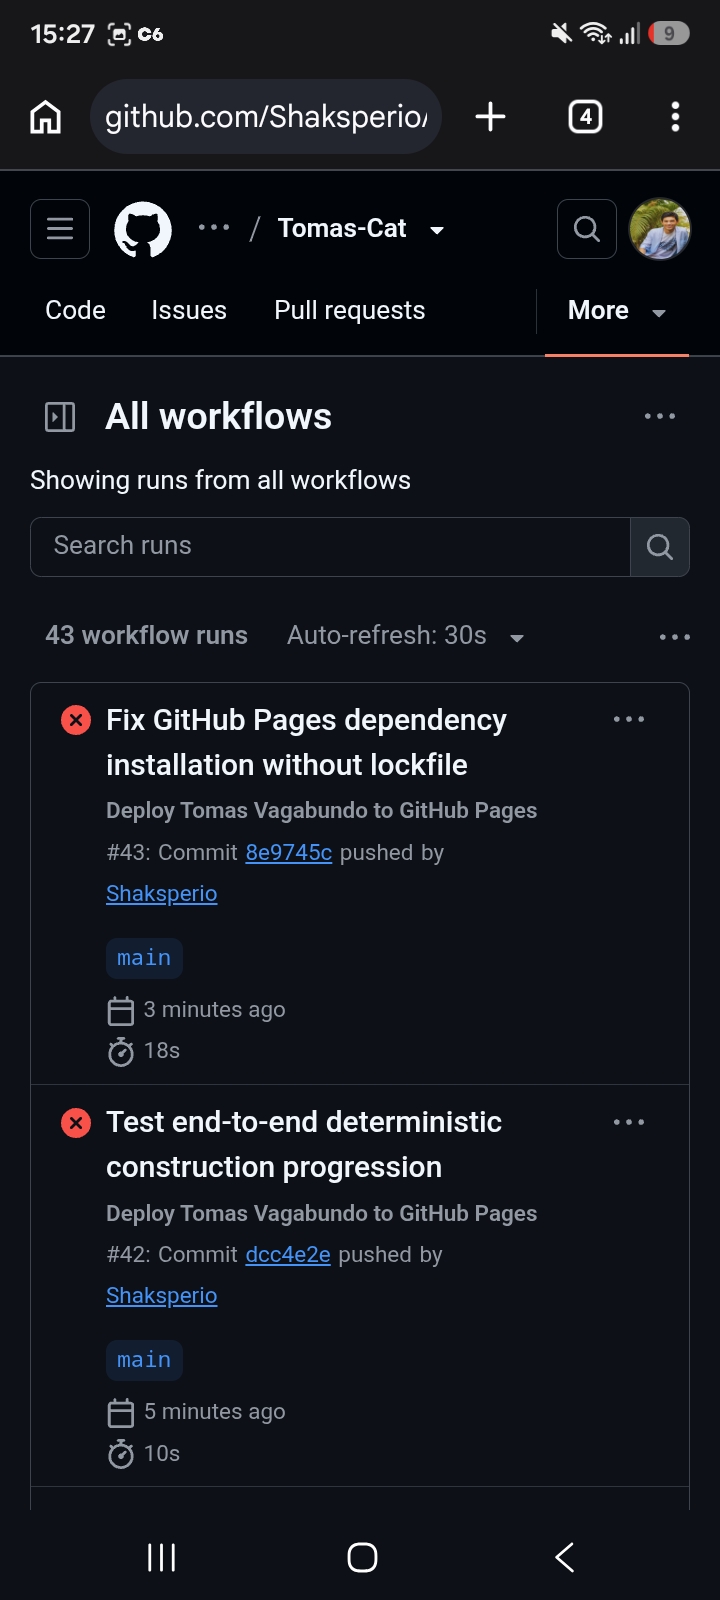 15:27 C6 9
github.com/Shaksperio/
4
... / Tomas-Cat
Code Issues Pull requests More
All workflows
Showing runs from all workflows
Search runs
43 workflow runs Auto-refresh: 30s
Fix GitHub Pages dependency
installation without lockfile
Deploy Tomas Vagabundo to GitHub Pages
#43: Commit 8e9745c pushed by
Shaksperio
main
3 minutes ago
18s
Test end-to-end deterministic
construction progression
Deploy Tomas Vagabundo to GitHub Pages
#42: Commit dcc4e2e pushed by
Shaksperio
main
5 minutes ago
10s